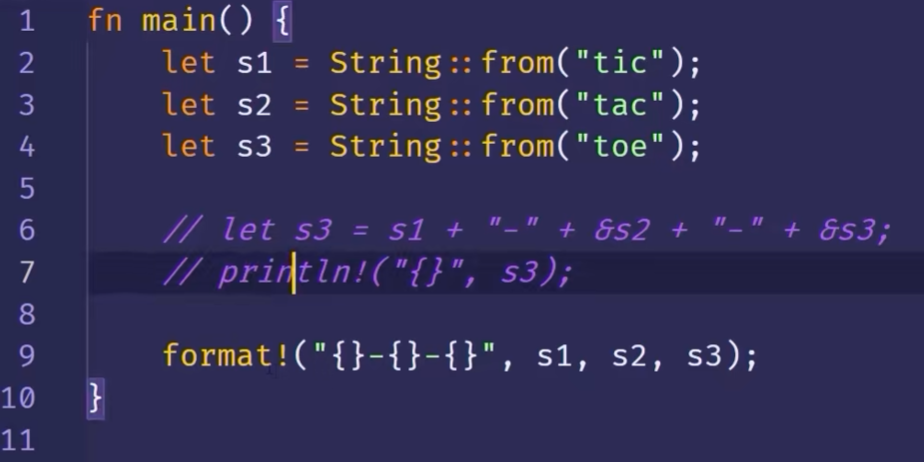 1 fn main() {
2 let s1 = String::from("tic");
3 let s2 = String::from("tac");
4 let s3 = String::from("toe");
5
6 // let s3 = s1 + "-" + &s2 + "-" + &s3;
7 // println!("{}", s3);
8
9 format!("{}-{}-{}", s1, s2, s3);
10 }
11